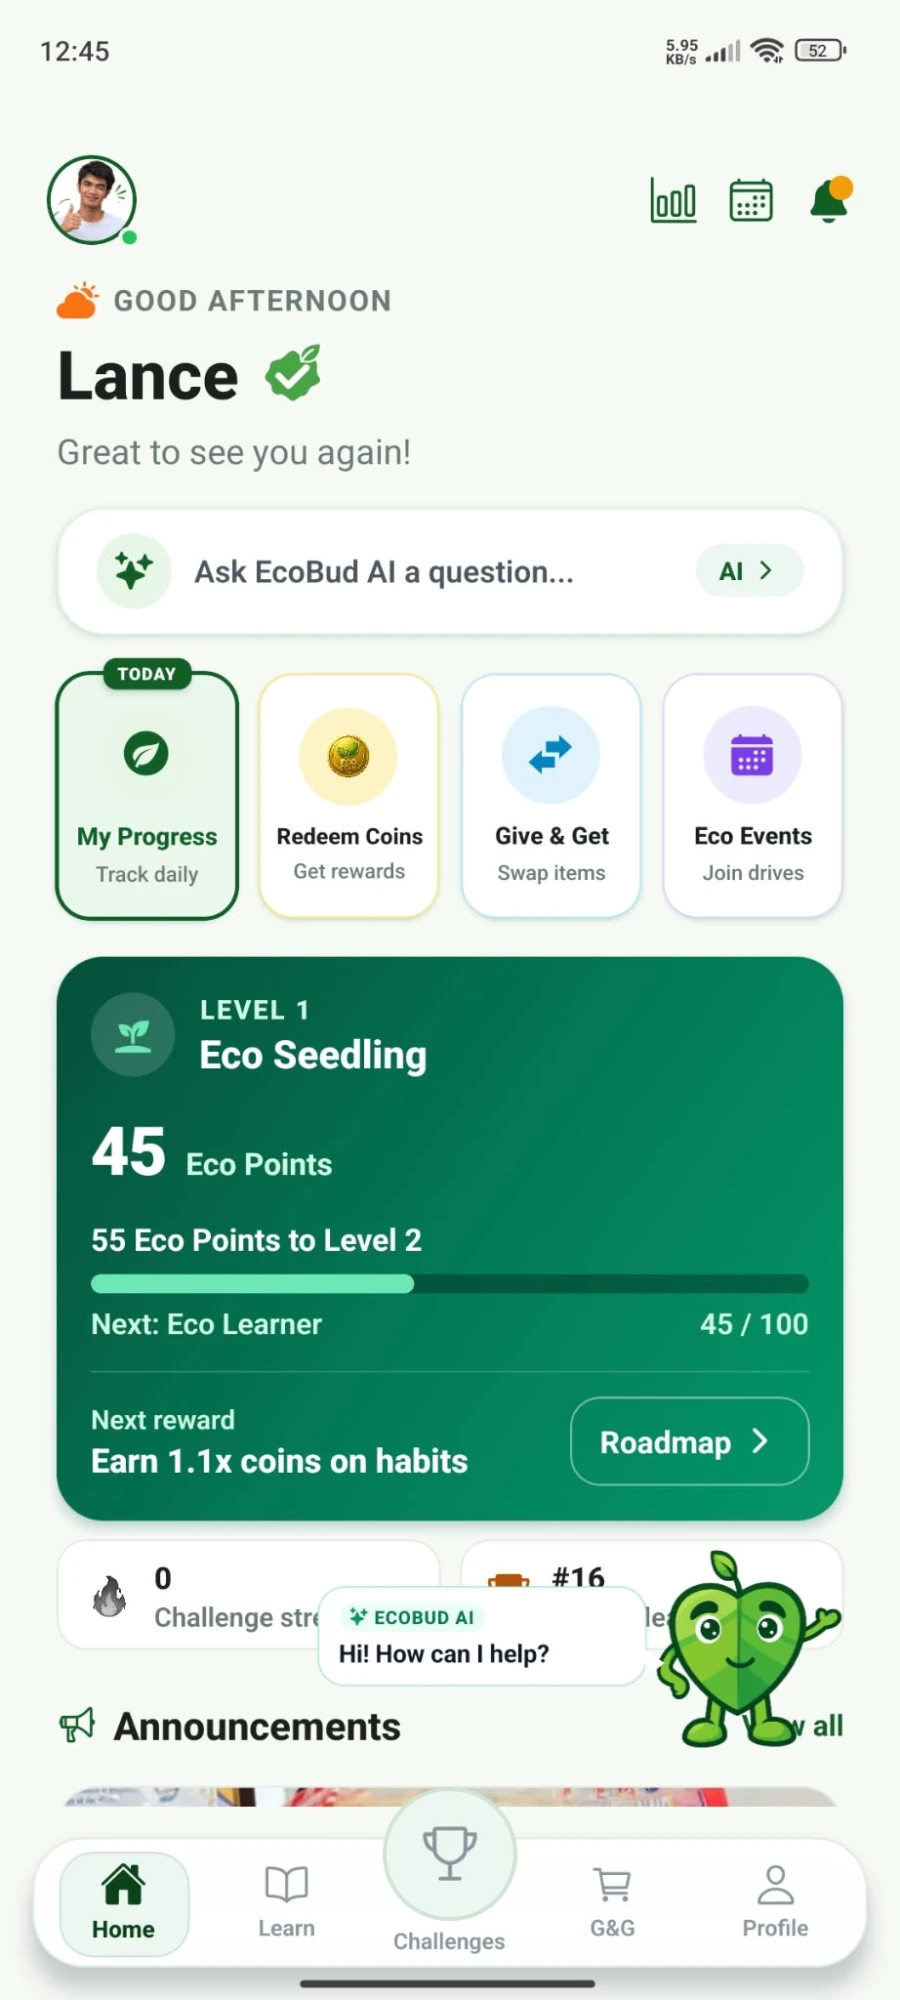 12:45
5.95
KB/s
52
GOOD AFTERNOON
Lance
Great to see you again!
Ask EcoBud AI a question...
AI
TODAY
My Progress
Track daily
Redeem Coins
Get rewards
Give & Get
Swap items
Eco Events
Join drives
LEVEL 1
Eco Seedling
45 Eco Points
55 Eco Points to Level 2
Next: Eco Learner
45 / 100
Next reward
Earn 1.1x coins on habits
Roadmap
0
Challenge
#16
ECOBUD AI
Hi! How can I help?
Announcements
all
Home
Learn
Challenges
G&G
Profile